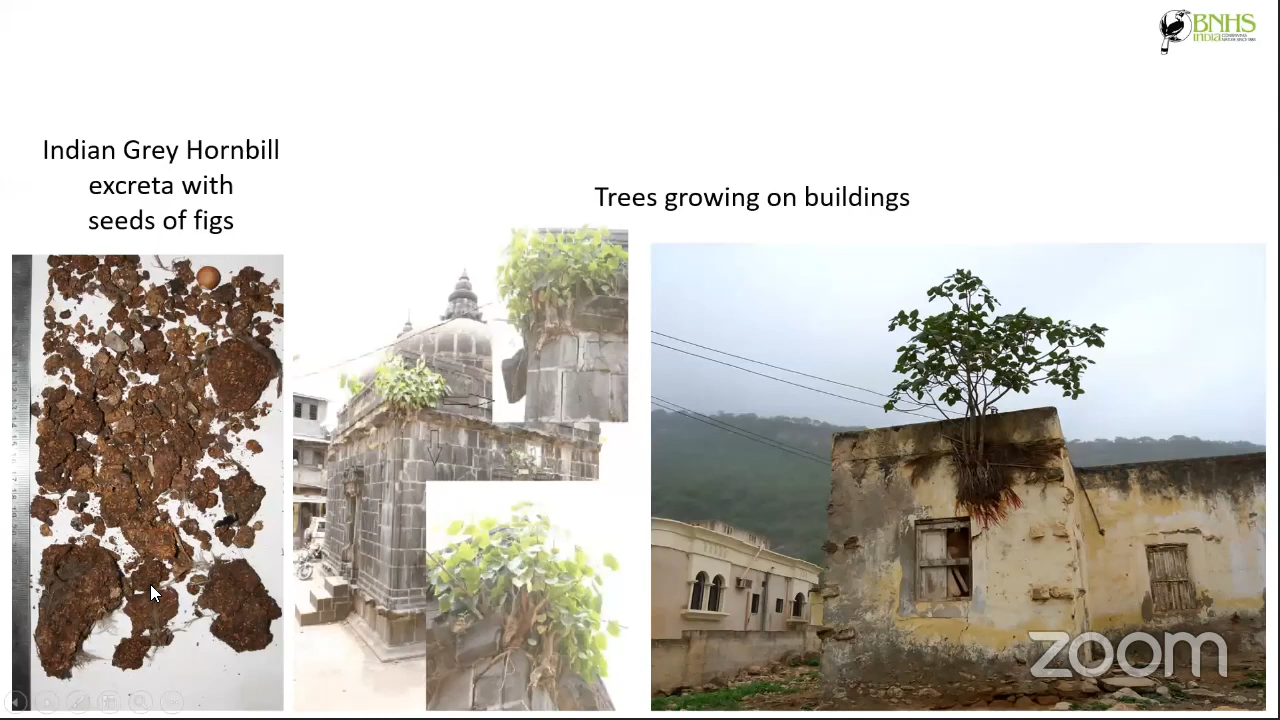 BNHS
India
CONSERVING
NATURE SINCE 1883
Indian Grey Hornbill
excreta with
seeds of figs
Trees growing on buildings
zoom